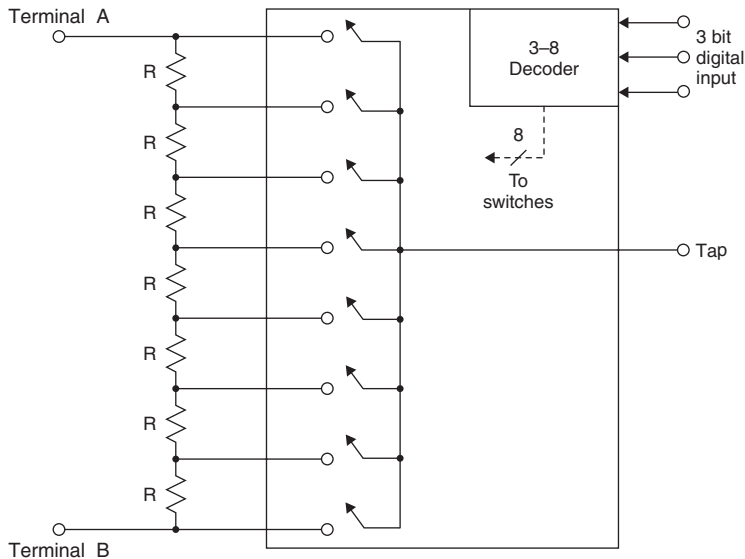 Terminal A
R
R
R
R
R
R
R
Terminal B
3–8
Decoder
3 bit
digital
input
8
To
switches
Tap